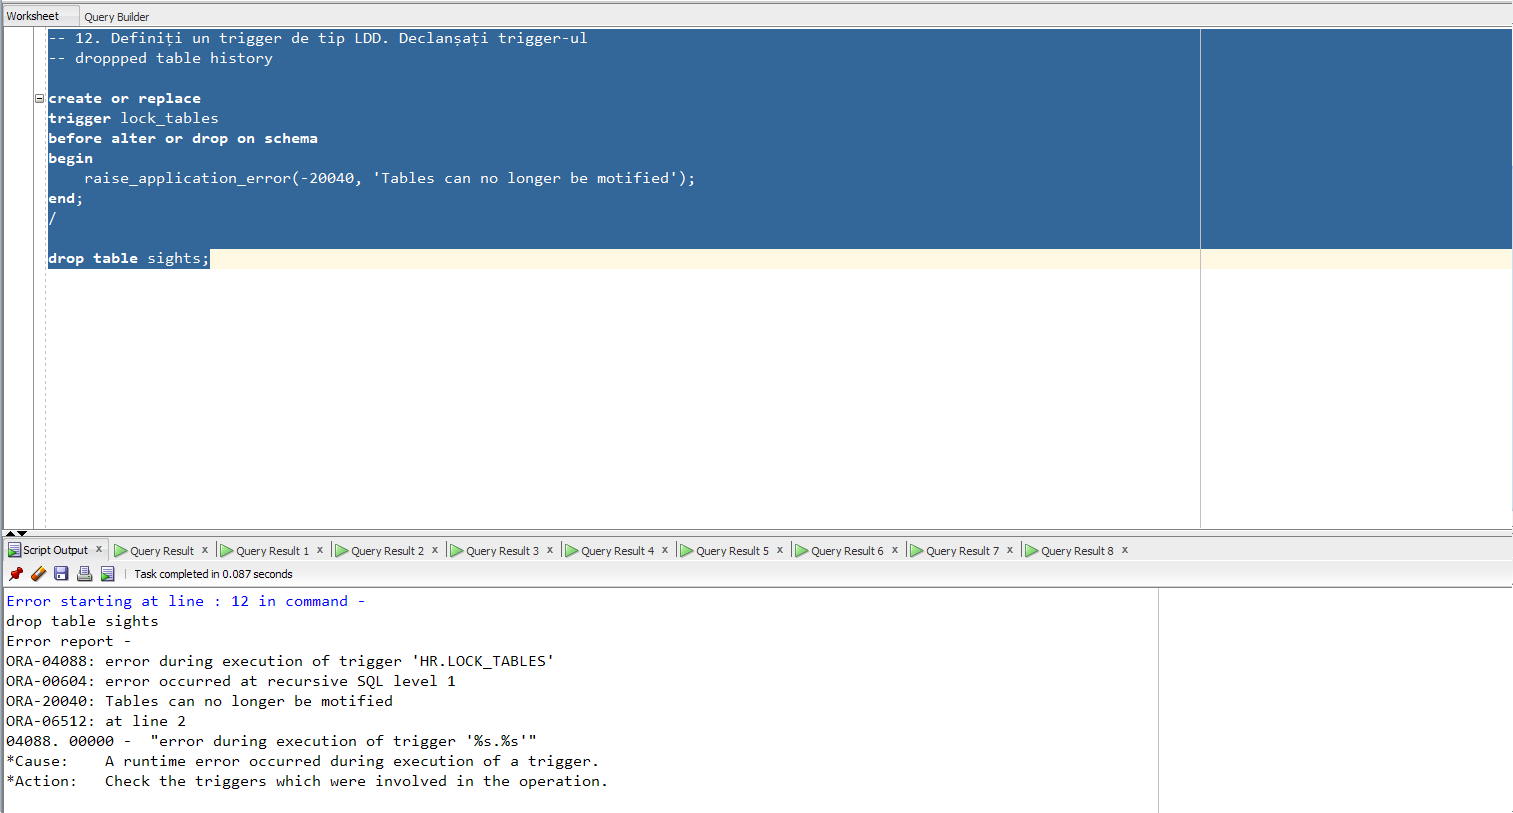 Worksheet Query Builder
-- 12. Definiți un trigger de tip LDD. Declanșați trigger-ul
-- droppped table history
create or replace
trigger lock_tables
before alter or drop on schema
begin
raise_application_error(-20040, 'Tables can no longer be motified');
end;
/
drop table sights;
Script Output x Query Result x Query Result 1 x Query Result 2 x Query Result 3 x Query Result 4 x Query Result 5 x Query Result 6 x Query Result 7 x Query Result 8 x
Task completed in 0.087 seconds
Error starting at line : 12 in command -
drop table sights
Error report -
ORA-04088: error during execution of trigger 'HR.LOCK_TABLES'
ORA-00604: error occurred at recursive SQL level 1
ORA-20040: Tables can no longer be motified
ORA-06512: at line 2
04088. 00000 -  "error during execution of trigger '%s.%s'"
*Cause:    A runtime error occurred during execution of a trigger.
*Action:   Check the triggers which were involved in the operation.